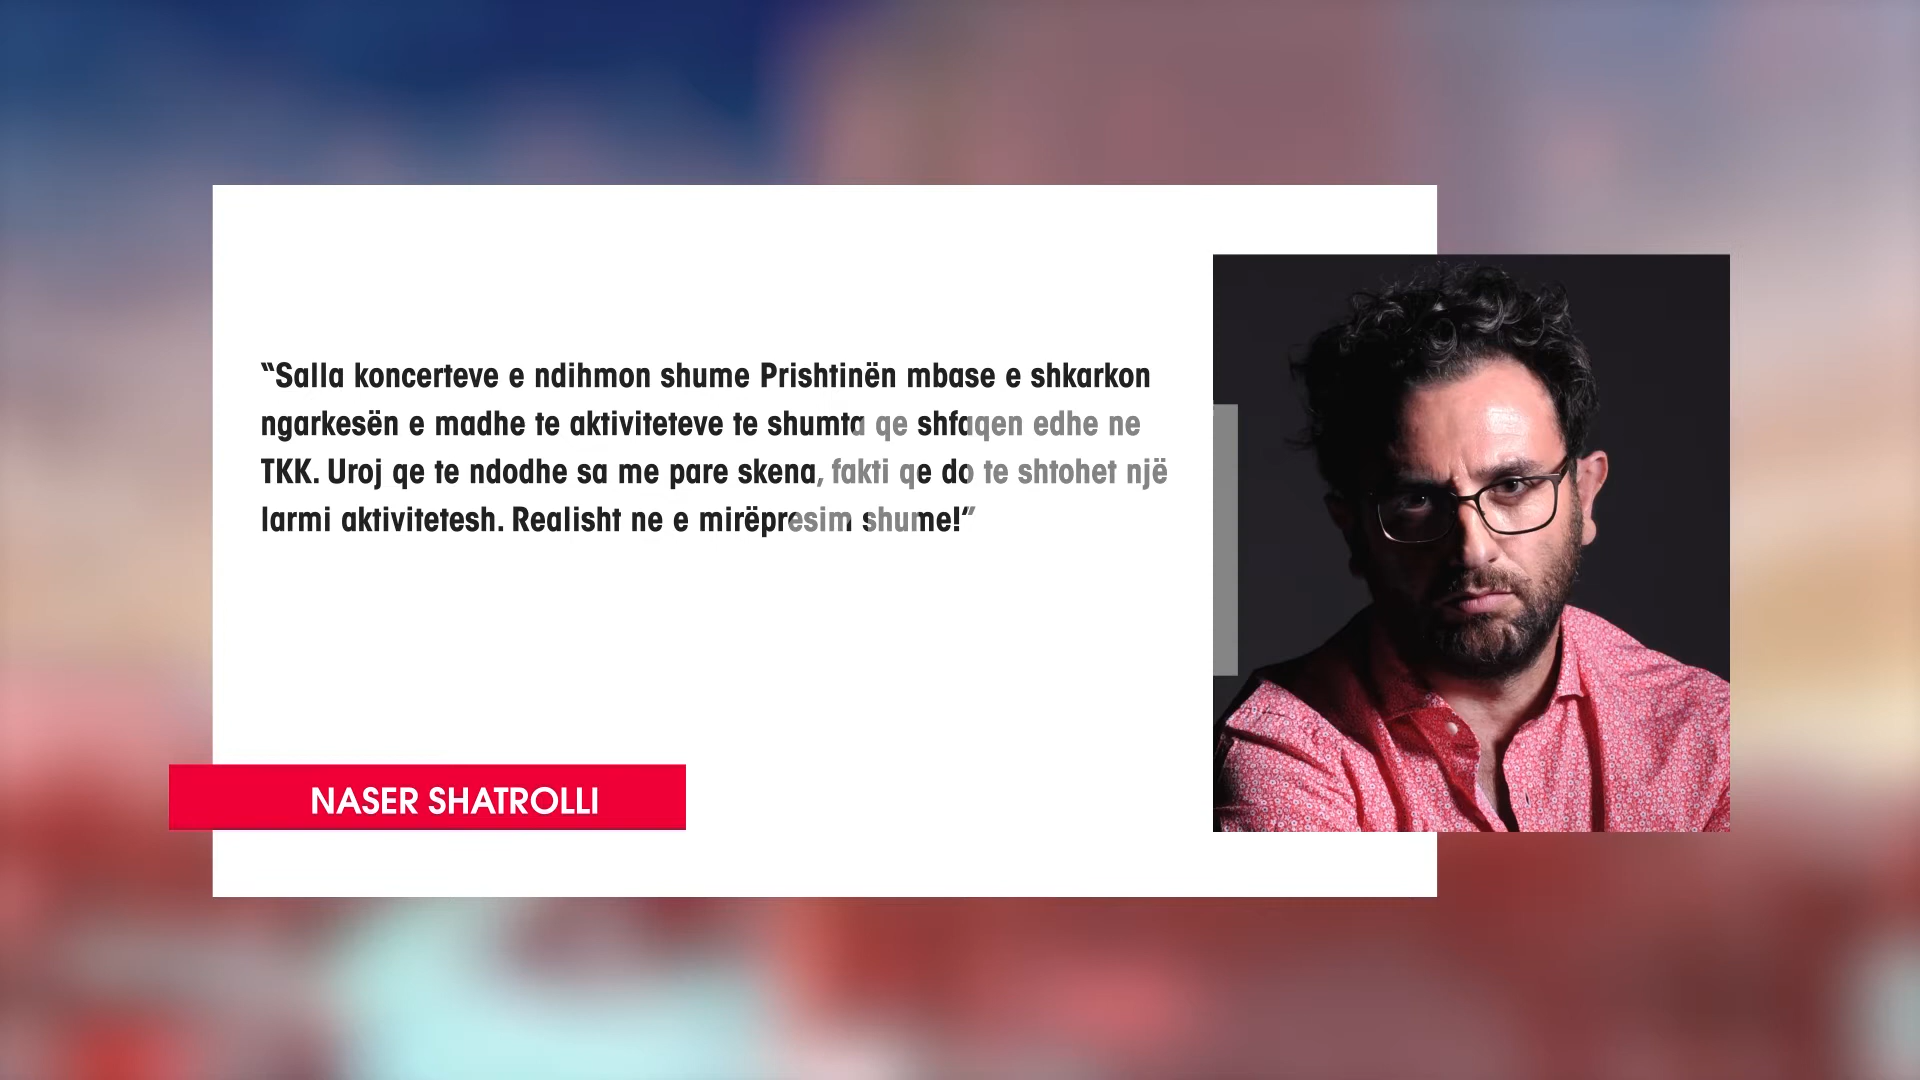 “Salla koncerteve e ndihmon shume Prishtinën mbase e shkarkon
ngarkesën e madhe te aktiviteteve te shumta qe shfaqen edhe ne
TKK. Uroj qe te ndodhe sa me pare skena, fakti qe do te shtohet një
larmi aktivitetesh. Realisht ne e mirëpresim shume!“
NASER SHATROLLI